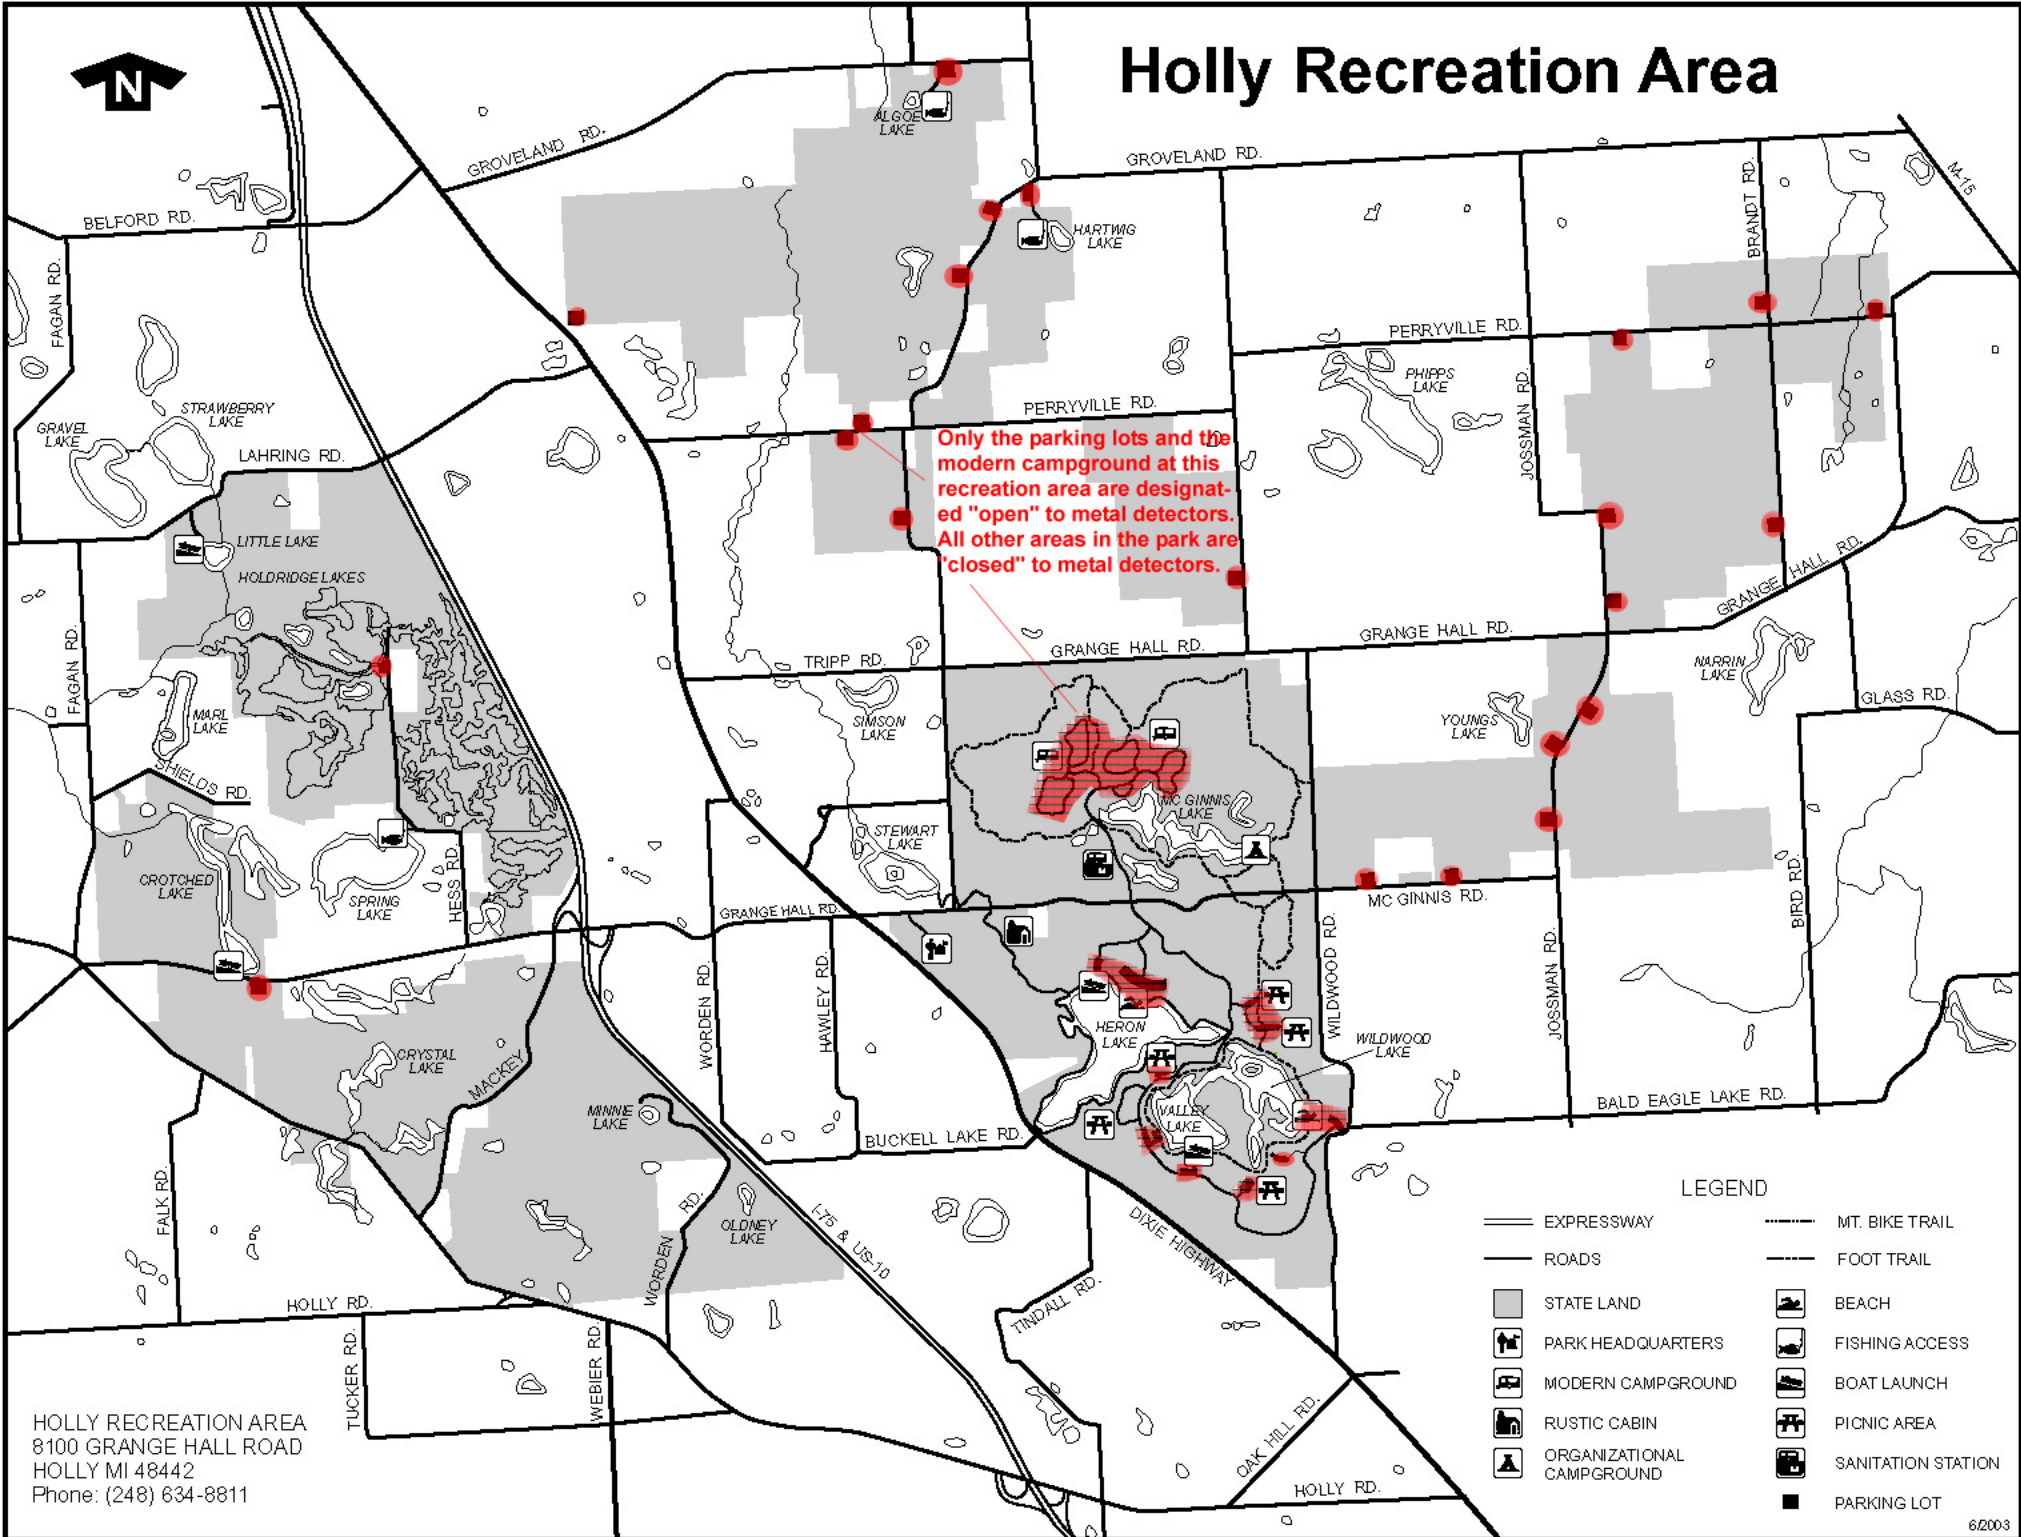 Holly Recreation Area
N
ALGOE
LAKE
GROVELAND RD.
GROVELAND RD.
M-15
BRANDT RD.
BELFORD RD.
HARTWIG
LAKE
FAGAN RD.
PERRYVILLE RD.
PHIPPS
LAKE
JOSSMAN RD.
STRAWBERRY
LAKE
GRAVEL
LAKE
LAHRING RD.
PERRYVILLE RD.
Only the parking lots and the
modern campground at this
recreation area are designat-
ed "open" to metal detectors.
All other areas in the park are
"closed" to metal detectors.
LITTLE LAKE
HOLDRIDGE LAKES
GRANGE HALL RD.
GRANGE HALL RD.
GRANGE HALL RD.
TRIPP RD.
FAGAN RD.
NARRIN
LAKE
GLASS RD.
MARL
LAKE
SIMSON
LAKE
YOUNGS
LAKE
SHIELDS RD.
MC GINNIS
LAKE
STEWART
LAKE
CROTCHED
LAKE
SPRING
LAKE
HESS RD.
GRANGE HALL RD.
MC GINNIS RD.
BIRD RD.
WILDWOOD RD.
JOSSMAN RD.
WORDEN RD.
HAWLEY RD.
HERON
LAKE
WILDWOOD
LAKE
CRYSTAL
LAKE
MACKEY
MINNIE
LAKE
VALLEY
LAKE
BALD EAGLE LAKE RD.
BUCKELL LAKE RD.
FALK RD.
OLDNEY
LAKE
WORDEN RD.
I-75 & US-10
DIXIE HIGHWAY
TINDALL RD.
HOLLY RD.
TUCKER RD.
WEBIER RD.
OAK HILL RD.
HOLLY RD.
LEGEND
EXPRESSWAY
MT. BIKE TRAIL
ROADS
FOOT TRAIL
STATE LAND
BEACH
PARK HEADQUARTERS
FISHING ACCESS
MODERN CAMPGROUND
BOAT LAUNCH
RUSTIC CABIN
PICNIC AREA
ORGANIZATIONAL
CAMPGROUND
SANITATION STATION
PARKING LOT
HOLLY RECREATION AREA
8100 GRANGE HALL ROAD
HOLLY MI 48442
Phone: (248) 634-8811
6/2003